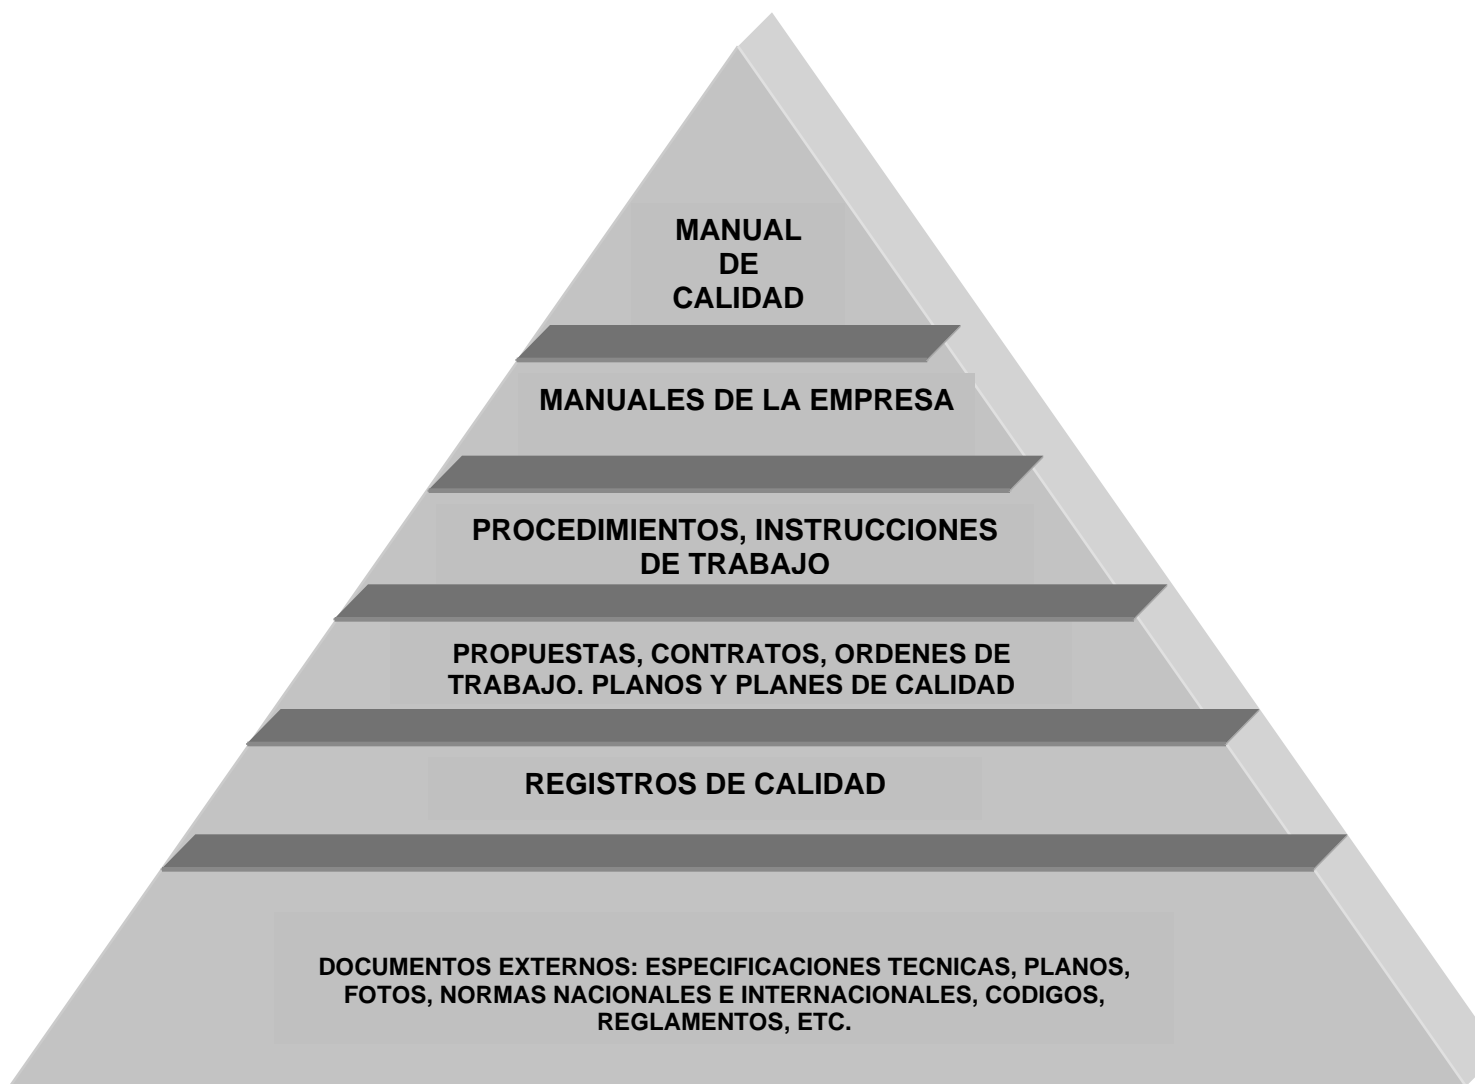 MANUAL
DE
CALIDAD
MANUALES DE LA EMPRESA
PROCEDIMIENTOS, INSTRUCCIONES
DE TRABAJO
PROPUESTAS, CONTRATOS, ORDENES DE
TRABAJO. PLANOS Y PLANES DE CALIDAD
REGISTROS DE CALIDAD
DOCUMENTOS EXTERNOS: ESPECIFICACIONES TECNICAS, PLANOS,
FOTOS, NORMAS NACIONALES E INTERNACIONALES, CODIGOS,
REGLAMENTOS, ETC.